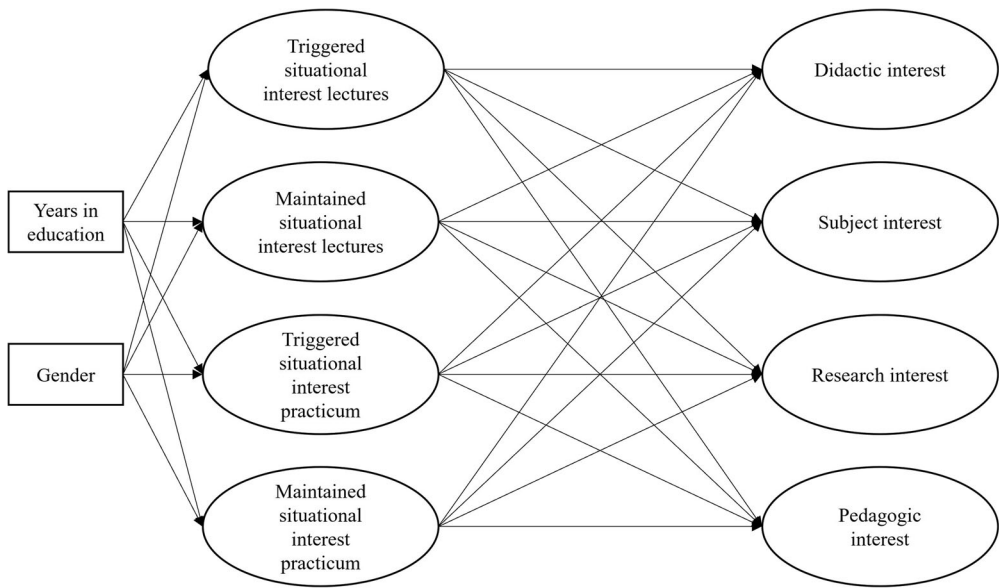 Years in
education
Gender
Triggered
situational
interest lectures
Maintained
situational
interest lectures
Triggered
situational
interest
practicum
Maintained
situational
interest
practicum
Didactic interest
Subject interest
Research interest
Pedagogic
interest